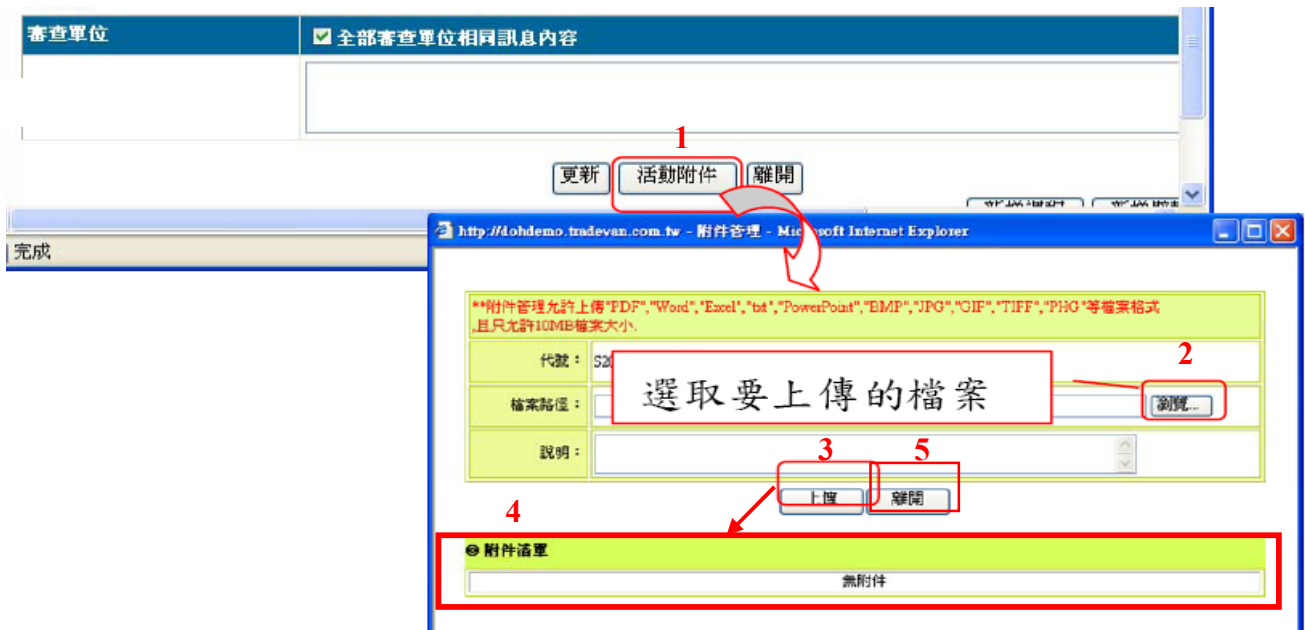 審查單位
全部審查單位相同訊息內容
1
更新 活動附件 離開
完成
http://dohdemo.tradevan.com.tw - 附件管理 - Microsoft Internet Explorer
**附件管理允許上傳"PDF","Word","Excel","txt","PowerPoint","BMP","JPG","GIF","TIFF","PHG"等檔案格式
,且只允許10MB檔案大小.
代號: S20
2
選取要上傳的檔案
檔案路徑: 瀏覽...
說明:
3 5
上傳 離開
4
附件清單
無附件